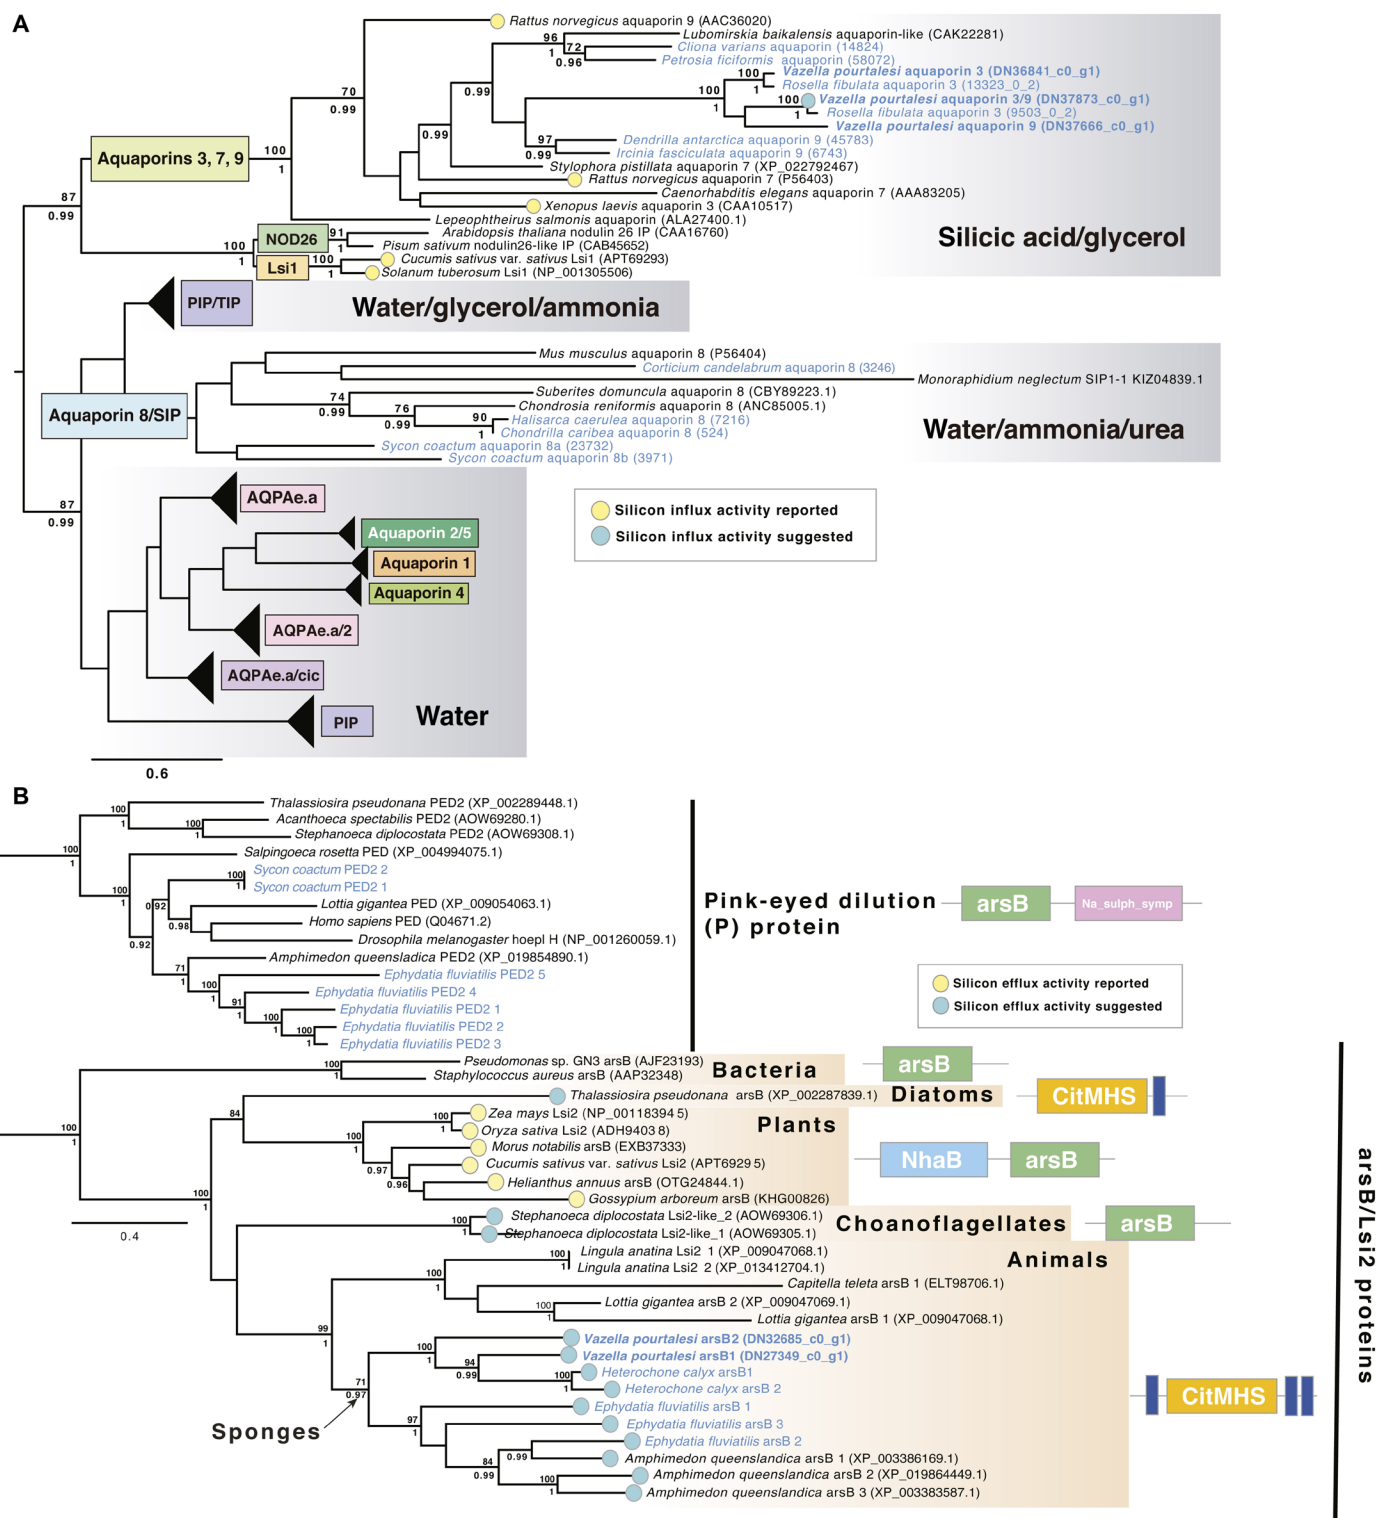 A
Rattus norvegicus aquaporin 9 (AAC36020)
96
Lubomirskia baikalensis aquaporin-like (CAK22281)
1
72
Cliona varians aquaporin (14824)
0.96
Petrosia ficiformis aquaporin (58072)
100
Vazella pourtalesi aquaporin 3 (DN36841_c0_g1)
1
Rosella fibulata aquaporin 3 (13323_0_2)
70
0.99
0.99
100
1
100
Vazella pourtalesi aquaporin 3/9 (DN37873_c0_g1)
1
Rosella fibulata aquaporin 3 (9503_0_2)
Vazella pourtalesi aquaporin 9 (DN37666_c0_g1)
0.99
97
Dendrilla antarctica aquaporin 9 (45783)
0.99
Ircinia fasciculata aquaporin 9 (6743)
Aquaporins 3, 7, 9
100
1
Stylophora pistillata aquaporin 7 (XP_022792467)
Rattus norvegicus aquaporin 7 (P56403)
Caenorhabditis elegans aquaporin 7 (AAA83205)
87
0.99
Xenopus laevis aquaporin 3 (CAA10517)
Lepeophtheirus salmonis aquaporin (ALA27400.1)
NOD26
91
1
Arabidopsis thaliana nodulin 26 IP (CAA16760)
Silicic acid/glycerol
100
1
Pisum sativum nodulin26-like IP (CAB45652)
Lsi1
100
1
Cucumis sativus var. sativus Lsi1 (APT69293)
Solanum tuberosum Lsi1 (NP_001305506)
PIP/TIP
Water/glycerol/ammonia
Mus musculus aquaporin 8 (P56404)
Corticium candelabrum aquaporin 8 (3246)
Monoraphidium neglectum SIP1-1 KIZ04839.1
74
0.99
Suberites domuncula aquaporin 8 (CBY89223.1)
Aquaporin 8/SIP
76
0.99
Chondrosia reniformis aquaporin 8 (ANC85005.1)
90
1
Halisarca caerulea aquaporin 8 (7216)
Water/ammonia/urea
Chondrilla caribea aquaporin 8 (524)
Sycon coactum aquaporin 8a (23732)
Sycon coactum aquaporin 8b (3971)
87
0.99
AQPAe.a
Silicon influx activity reported
Silicon influx activity suggested
Aquaporin 2/5
Aquaporin 1
Aquaporin 4
AQPAe.a/2
AQPAe.a/cic
Water
PIP
0.6
B
Thalassiosira pseudonana PED2 (XP_002289448.1)
100
1
Acanthoeca spectabilis PED2 (AOW69280.1)
100
1
Stephanoeca diplocostata PED2 (AOW69308.1)
100
1
Salpingoeca rosetta PED (XP_004994075.1)
100
1
Sycon coactum PED2 2
Sycon coactum PED2 1
100
1
0.92
Lottia gigantea PED (XP_009054063.1)
0.98
Homo sapiens PED (Q04671.2)
0.92
Drosophila melanogaster hoepl H (NP_001260059.1)
Pink-eyed dilution
(P) protein
arsB
Na_sulph_symp
71
1
Amphimedon queensladica PED2 (XP_019854890.1)
Ephydatia fluviatilis PED2 5
100
1
Ephydatia fluviatilis PED2 4
91
1
Ephydatia fluviatilis PED2 1
100
1
Ephydatia fluviatilis PED2 2
100
1
Ephydatia fluviatilis PED2 3
Silicon efflux activity reported
Silicon efflux activity suggested
100
1
Pseudomonas sp. GN3 arsB (AJF23193)
Staphylococcus aureus arsB (AAP32348)
Bacteria
arsB
Thalassiosira pseudonana arsB (XP_002287839.1)
Diatoms
CitMHS
84
100
1
Zea mays Lsi2 (NP_001183945)
Oryza sativa Lsi2 (ADH94038)
Plants
100
1
100
1
Morus notabilis arsB (EXB37333)
0.97
Cucumis sativus var. sativus Lsi2 (APT69295)
NhaB
arsB
0.96
Helianthus annuus arsB (OTG24844.1)
100
1
Gossypium arboreum arsB (KHG00826)
0.4
100
1
Stephanoeca diplocostata Lsi2-like_2 (AOW69306.1)
Stephanoeca diplocostata Lsi2-like_1 (AOW69305.1)
Choanoflagellates
arsB
100
1
Lingula anatina Lsi2 1 (XP_009047068.1)
Lingula anatina Lsi2 2 (XP_013412704.1)
Animals
100
1
Capitella teleta arsB 1 (ELT98706.1)
100
1
Lottia gigantea arsB 2 (XP_009047069.1)
Lottia gigantea arsB 1 (XP_009047068.1)
99
1
100
1
Vazella pourtalesi arsB2 (DN32685_c0_g1)
Vazella pourtalesi arsB1 (DN27349_c0_g1)
94
0.99
100
1
Heterochone calyx arsB1
Heterochone calyx arsB 2
71
0.97
Ephydatia fluviatilis arsB 1
Sponges
97
1
Ephydatia fluviatilis arsB 3
Ephydatia fluviatilis arsB 2
0.99
Amphimedon queenslandica arsB 1 (XP_003386169.1)
84
0.99
Amphimedon queenslandica arsB 2 (XP_019864449.1)
100
1
Amphimedon queenslandica arsB 3 (XP_003383587.1)
CitMHS
arsB/Lsi2 proteins